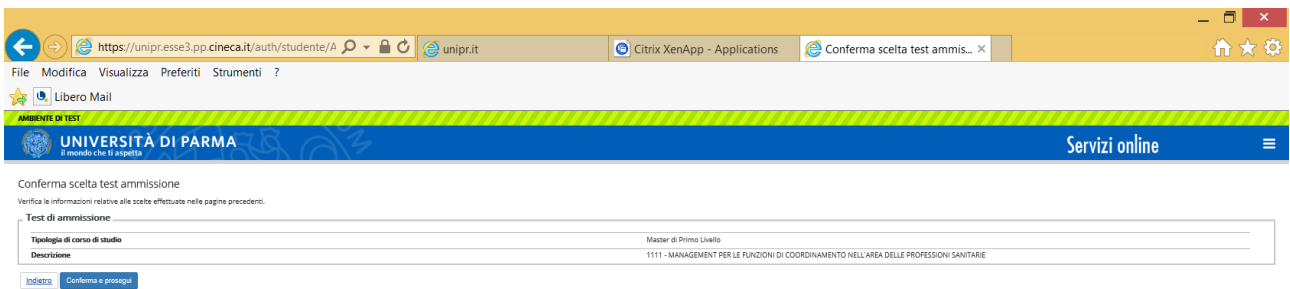 https://unipr.esse3.pp.cineca.it/auth/studente/A
unipr.it
Citrix XenApp - Applications
Conferma scelta test ammis...
File Modifica Visualizza Preferiti Strumenti ?
Libero Mail
AMBIENTE DI TEST
UNIVERSITÀ DI PARMA
il mondo che ti aspetta
Servizi online
Conferma scelta test ammissione
Verifica le informazioni relative alle scelte effettuate nelle pagine precedenti.
Test di ammissione
Tipologia di corso di studio Master di Primo Livello
Descrizione 1111 - MANAGEMENT PER LE FUNZIONI DI COORDINAMENTO NELL'AREA DELLE PROFESSIONI SANITARIE
Indietro Conferma e prosegui